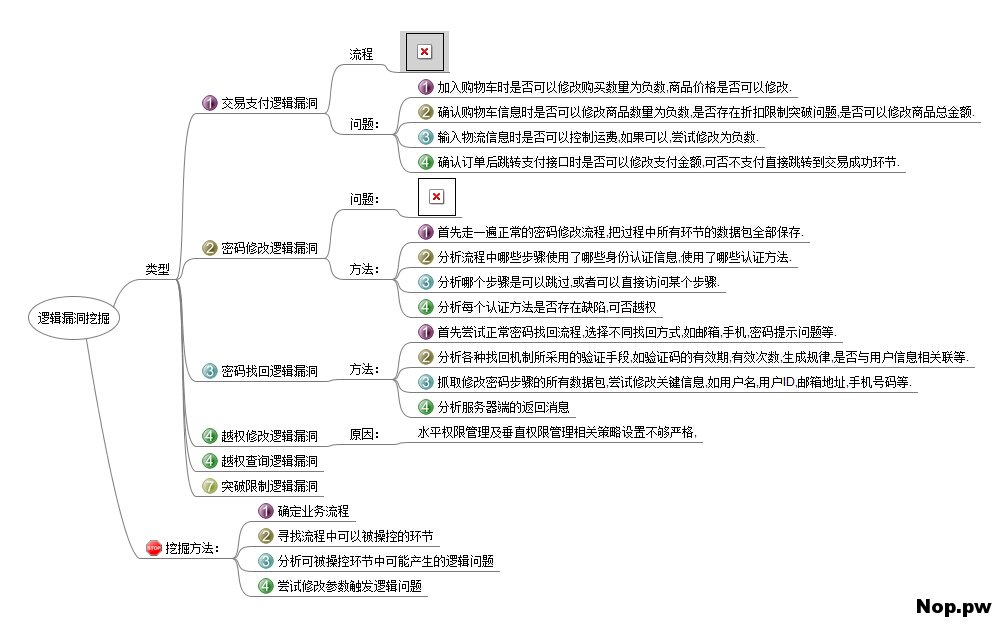 逻辑漏洞挖掘
类型
1 交易支付逻辑漏洞
流程
问题:
1 加入购物车时是否可以修改购买数量为负数,商品价格是否可以修改.
2 确认购物车信息时是否可以修改商品数量为负数,是否存在折扣限制突破问题,是否可以修改商品总金额.
3 输入物流信息时是否可以控制运费,如果可以,尝试修改为负数.
4 确认订单后跳转支付接口时是否可以修改支付金额,可否不支付直接跳转到交易成功环节.
2 密码修改逻辑漏洞
问题:
方法:
1 首先走一遍正常的密码修改流程,把过程中所有环节的数据包全部保存.
2 分析流程中哪些步骤使用了哪些身份认证信息,使用了哪些认证方法.
3 分析哪个步骤是可以跳过,或者可以直接访问某个步骤.
4 分析每个认证方法是否存在缺陷,可否越权
3 密码找回逻辑漏洞
方法:
1 首先尝试正常密码找回流程,选择不同找回方式,如邮箱,手机,密码提示问题等.
2 分析各种找回机制所采用的验证手段,如验证码的有效期,有效次数,生成规律,是否与用户信息相关联等.
3 抓取修改密码步骤的所有数据包,尝试修改关键信息,如用户名,用户ID,邮箱地址,手机号码等.
4 分析服务器端的返回消息
4 越权修改逻辑漏洞
原因:
水平权限管理及垂直权限管理相关策略设置不够严格,
4 越权查询逻辑漏洞
7 突破限制逻辑漏洞
STOP 挖掘方法:
1 确定业务流程
2 寻找流程中可以被操控的环节
3 分析可被操控环节中可能产生的逻辑问题
4 尝试修改参数触发逻辑问题
Nop.pw